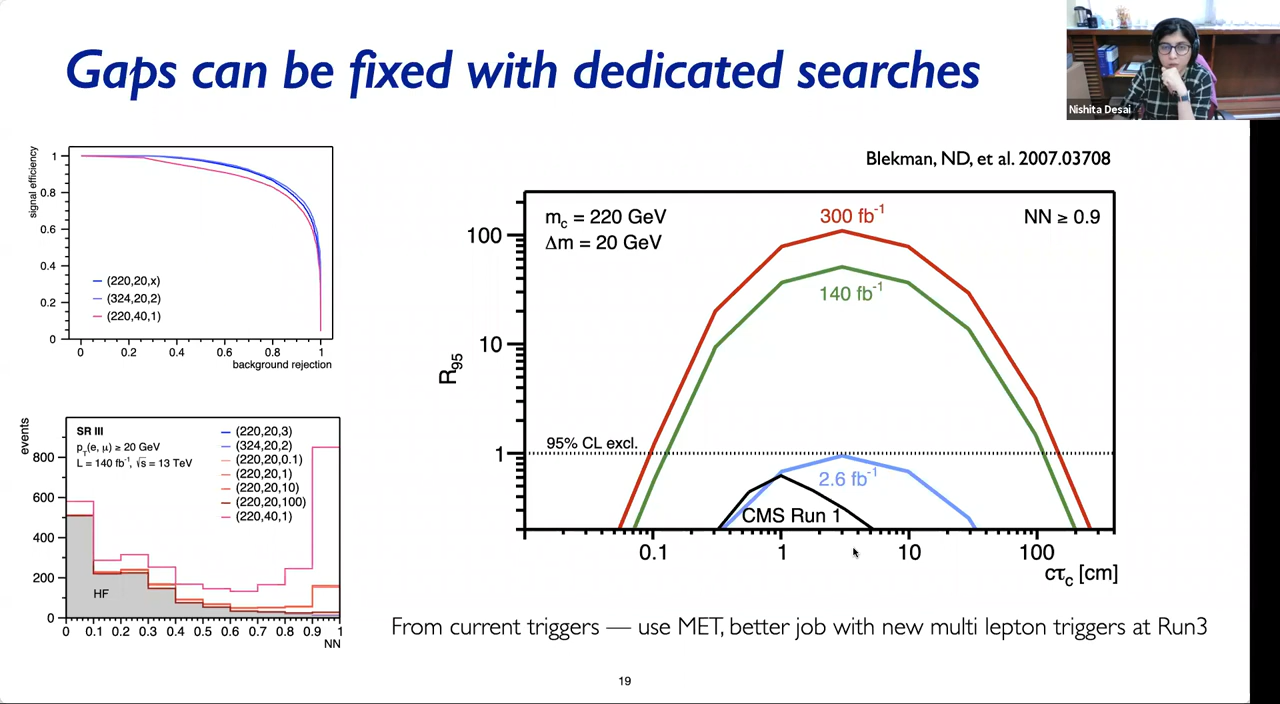 Gaps can be fixed with dedicated searches
Nishita Desai
Blekman, ND, et al. 2007.03708
signal efficiency
1
0.8
0.6
0.4
0.2
0
(220,20,x)
(324,20,2)
(220,40,1)
0 0.2 0.4 0.6 0.8 1
background rejection
events
800
600
400
200
0
SR III
pT(e, μ) ≥ 20 GeV
L = 140 fb-1, √s = 13 TeV
(220,20,3)
(324,20,2)
(220,20,0.1)
(220,20,1)
(220,20,10)
(220,20,100)
(220,40,1)
HF
0 0.1 0.2 0.3 0.4 0.5 0.6 0.7 0.8 0.9 1
NN
R95
100
10
1
mc = 220 GeV
Δm = 20 GeV
300 fb-1
NN ≥ 0.9
140 fb-1
95% CL excl.
2.6 fb-1
CMS Run 1
0.1 1 10 100
cτc [cm]
From current triggers — use MET, better job with new multi lepton triggers at Run3
19